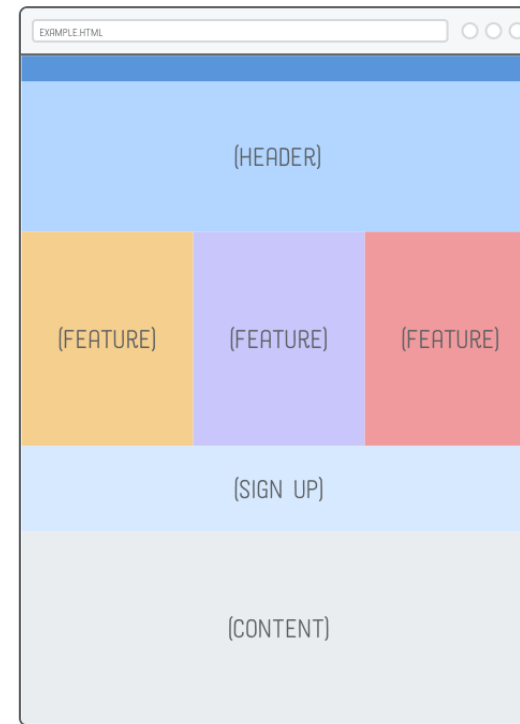 EXAMPLE.HTML
(HEADER)
(FEATURE) (FEATURE) (FEATURE)
(SIGN UP)
(CONTENT)